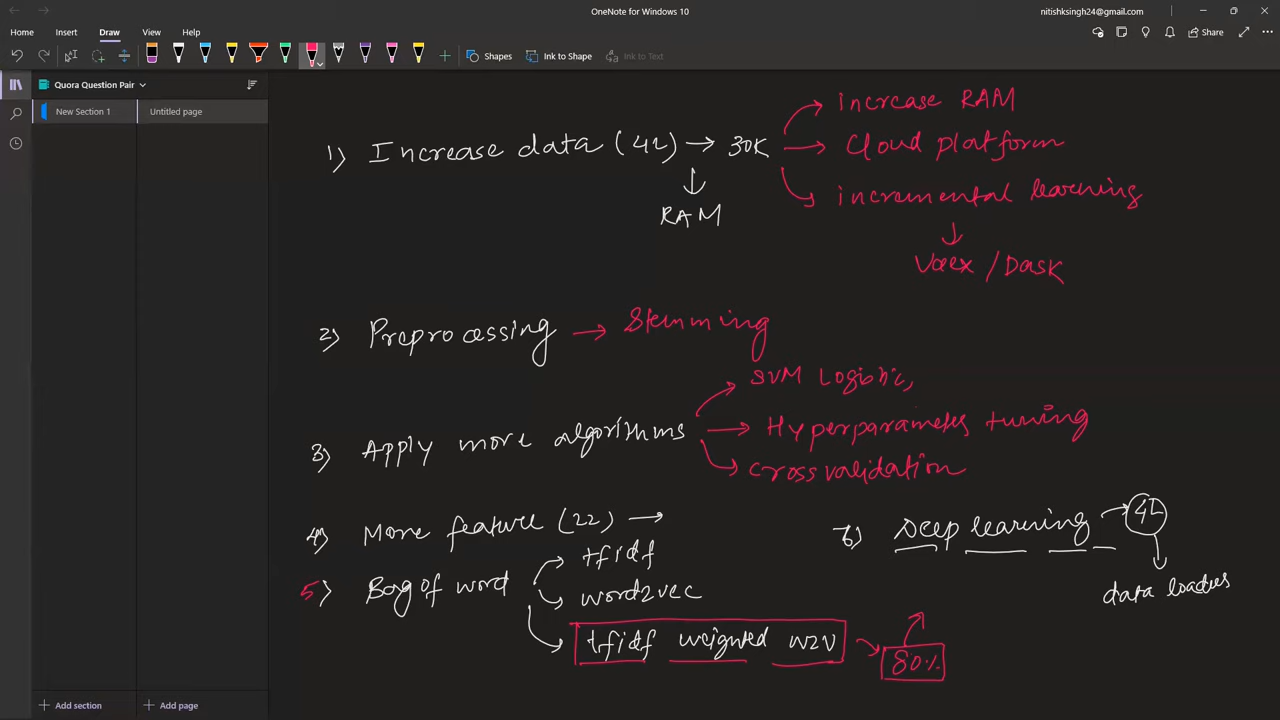 OneNote for Windows 10
nitishksingh24@gmail.com
Home Insert Draw View Help
Shapes Ink to Shape Ink to Text Share
Quora Question Pair
New Section 1 Untitled page
1) Increase data (4L) → 30K
RAM
increase RAM
Cloud platform
incremental learning
Vaex / Dask
2) Preprocessing → Stemming
3) Apply more algorithms
SVM Logistic,
Hyperparameter tuning
cross validation
4) More feature (22) →
5) Bag of word
tfidf
word2vec
tfidf weighted w2v
80%
6) Deep learning → 4L
data loaders
+ Add section + Add page